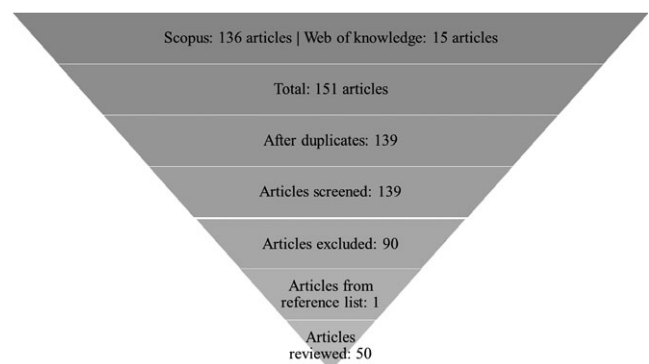 Scopus: 136 articles | Web of knowledge: 15 articles
Total: 151 articles
After duplicates: 139
Articles screened: 139
Articles excluded: 90
Articles from
reference list: 1
Articles
reviewed: 50